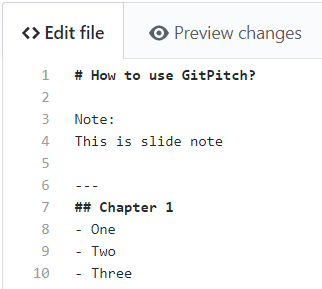 <> Edit file
Preview changes
1 # How to use GitPitch?
2
3 Note:
4 This is slide note
5
6 ---
7 ## Chapter 1
8 - One
9 - Two
10 - Three